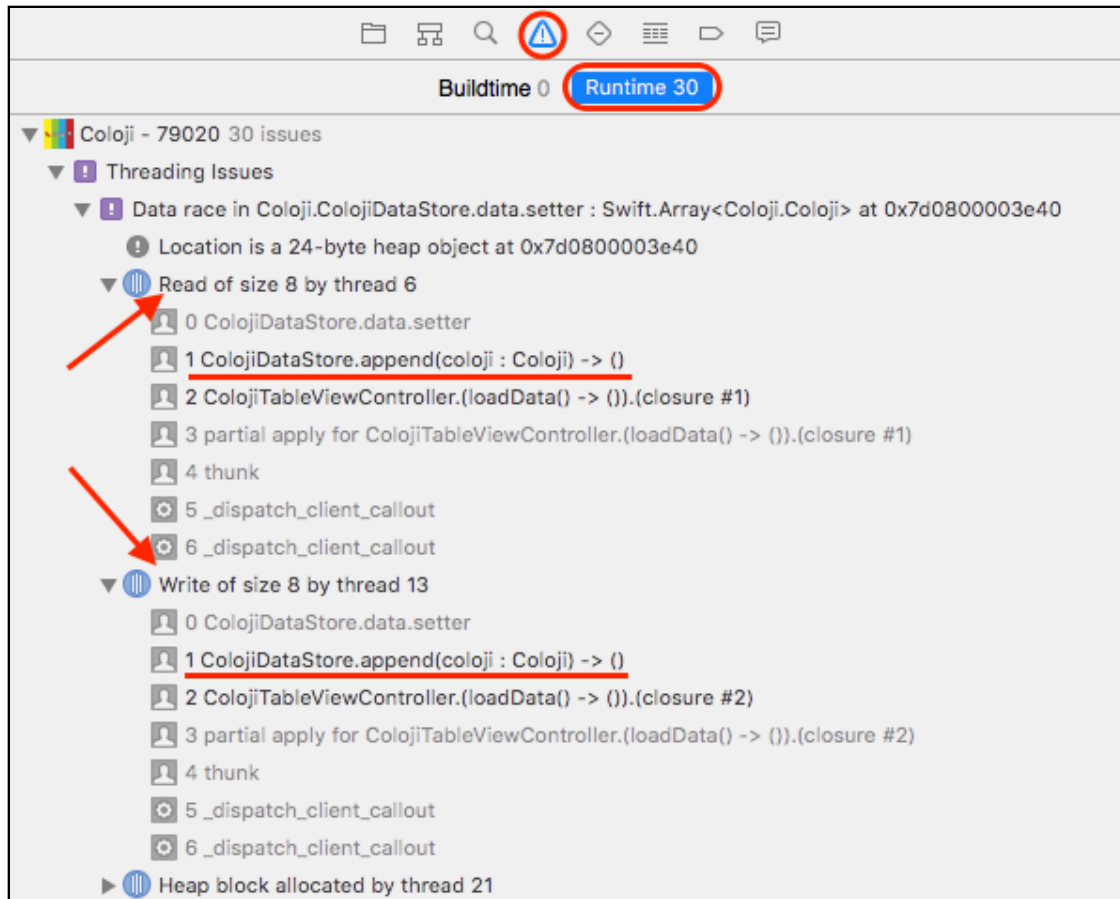 Buildtime 0 Runtime 30
Coloji - 79020 30 issues
Threading Issues
Data race in Coloji.ColojiDataStore.data.setter : Swift.Array<Coloji.Coloji> at 0x7d0800003e40
Location is a 24-byte heap object at 0x7d0800003e40
Read of size 8 by thread 6
0 ColojiDataStore.data.setter
1 ColojiDataStore.append(coloji : Coloji) -> ()
2 ColojiTableViewController.(loadData() -> ()).(closure #1)
3 partial apply for ColojiTableViewController.(loadData() -> ()).(closure #1)
4 thunk
5 _dispatch_client_callout
6 _dispatch_client_callout
Write of size 8 by thread 13
0 ColojiDataStore.data.setter
1 ColojiDataStore.append(coloji : Coloji) -> ()
2 ColojiTableViewController.(loadData() -> ()).(closure #2)
3 partial apply for ColojiTableViewController.(loadData() -> ()).(closure #2)
4 thunk
5 _dispatch_client_callout
6 _dispatch_client_callout
Heap block allocated by thread 21